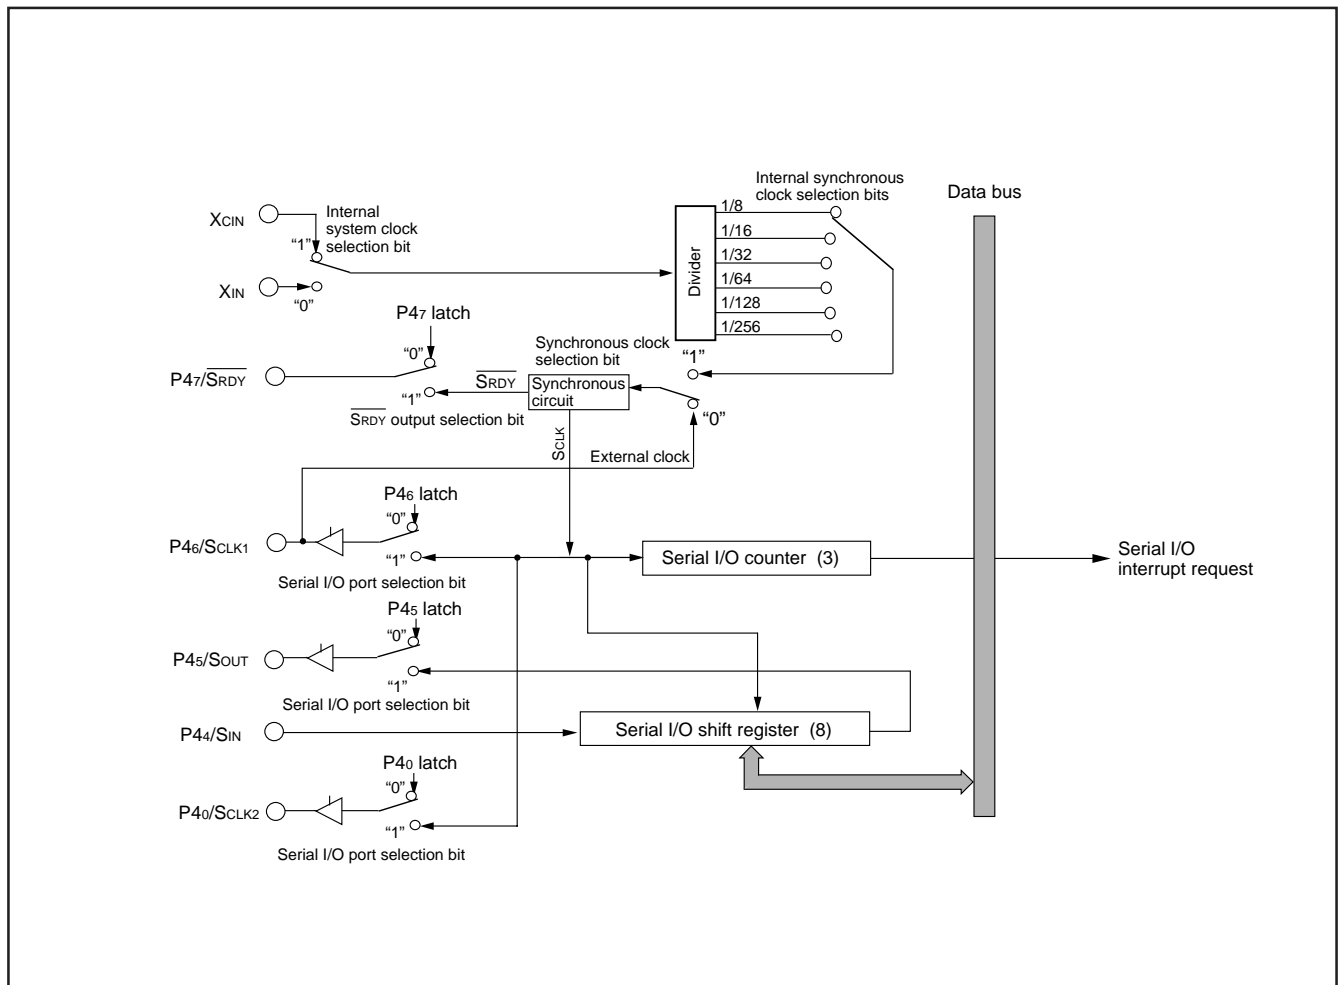 Internal synchronous
clock selection bits
Data bus
XCIN
Internal
system clock
selection bit
“1”
XIN
“0”
Divider
1/8
1/16
1/32
1/64
1/128
1/256
P47 latch
“0”
P47/SRDY
“1”
SRDY output selection bit
SRDY
Synchronous clock
selection bit
Synchronous
circuit
“1”
“0”
SCLK
External clock
P46 latch
“0”
P46/SCLK1
“1”
Serial I/O port selection bit
Serial I/O counter (3)
Serial I/O
interrupt request
P45 latch
“0”
P45/SOUT
“1”
Serial I/O port selection bit
P44/SIN
Serial I/O shift register (8)
P40 latch
“0”
P40/SCLK2
“1”
Serial I/O port selection bit